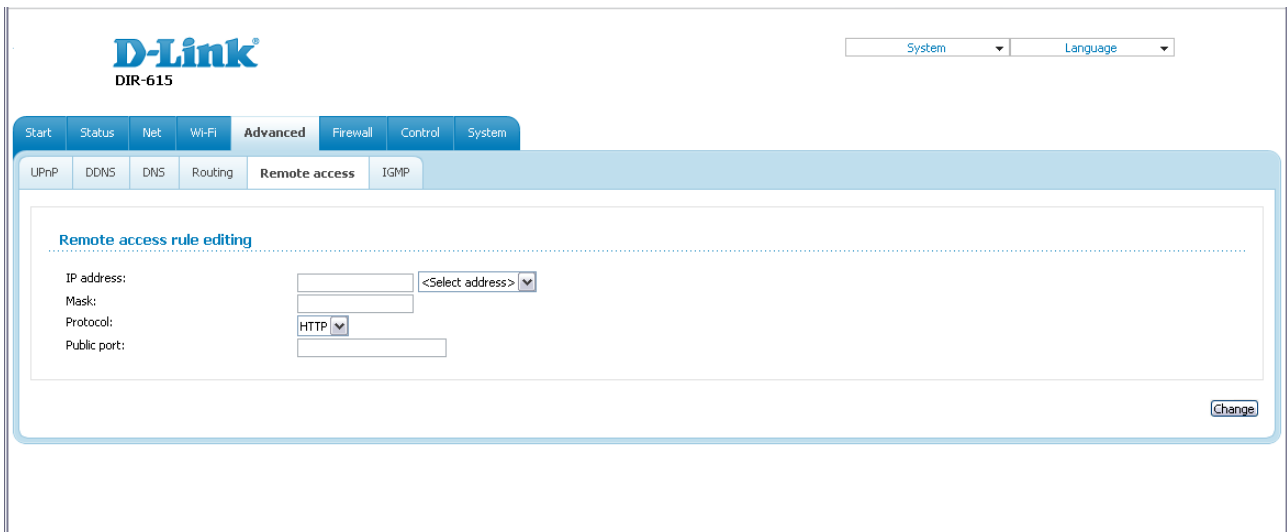 D-Link®
DIR-615
System Language
Start Status Net Wi-Fi Advanced Firewall Control System
UPnP DDNS DNS Routing Remote access IGMP
Remote access rule editing
IP address: <Select address>
Mask:
Protocol: HTTP
Public port:
Change